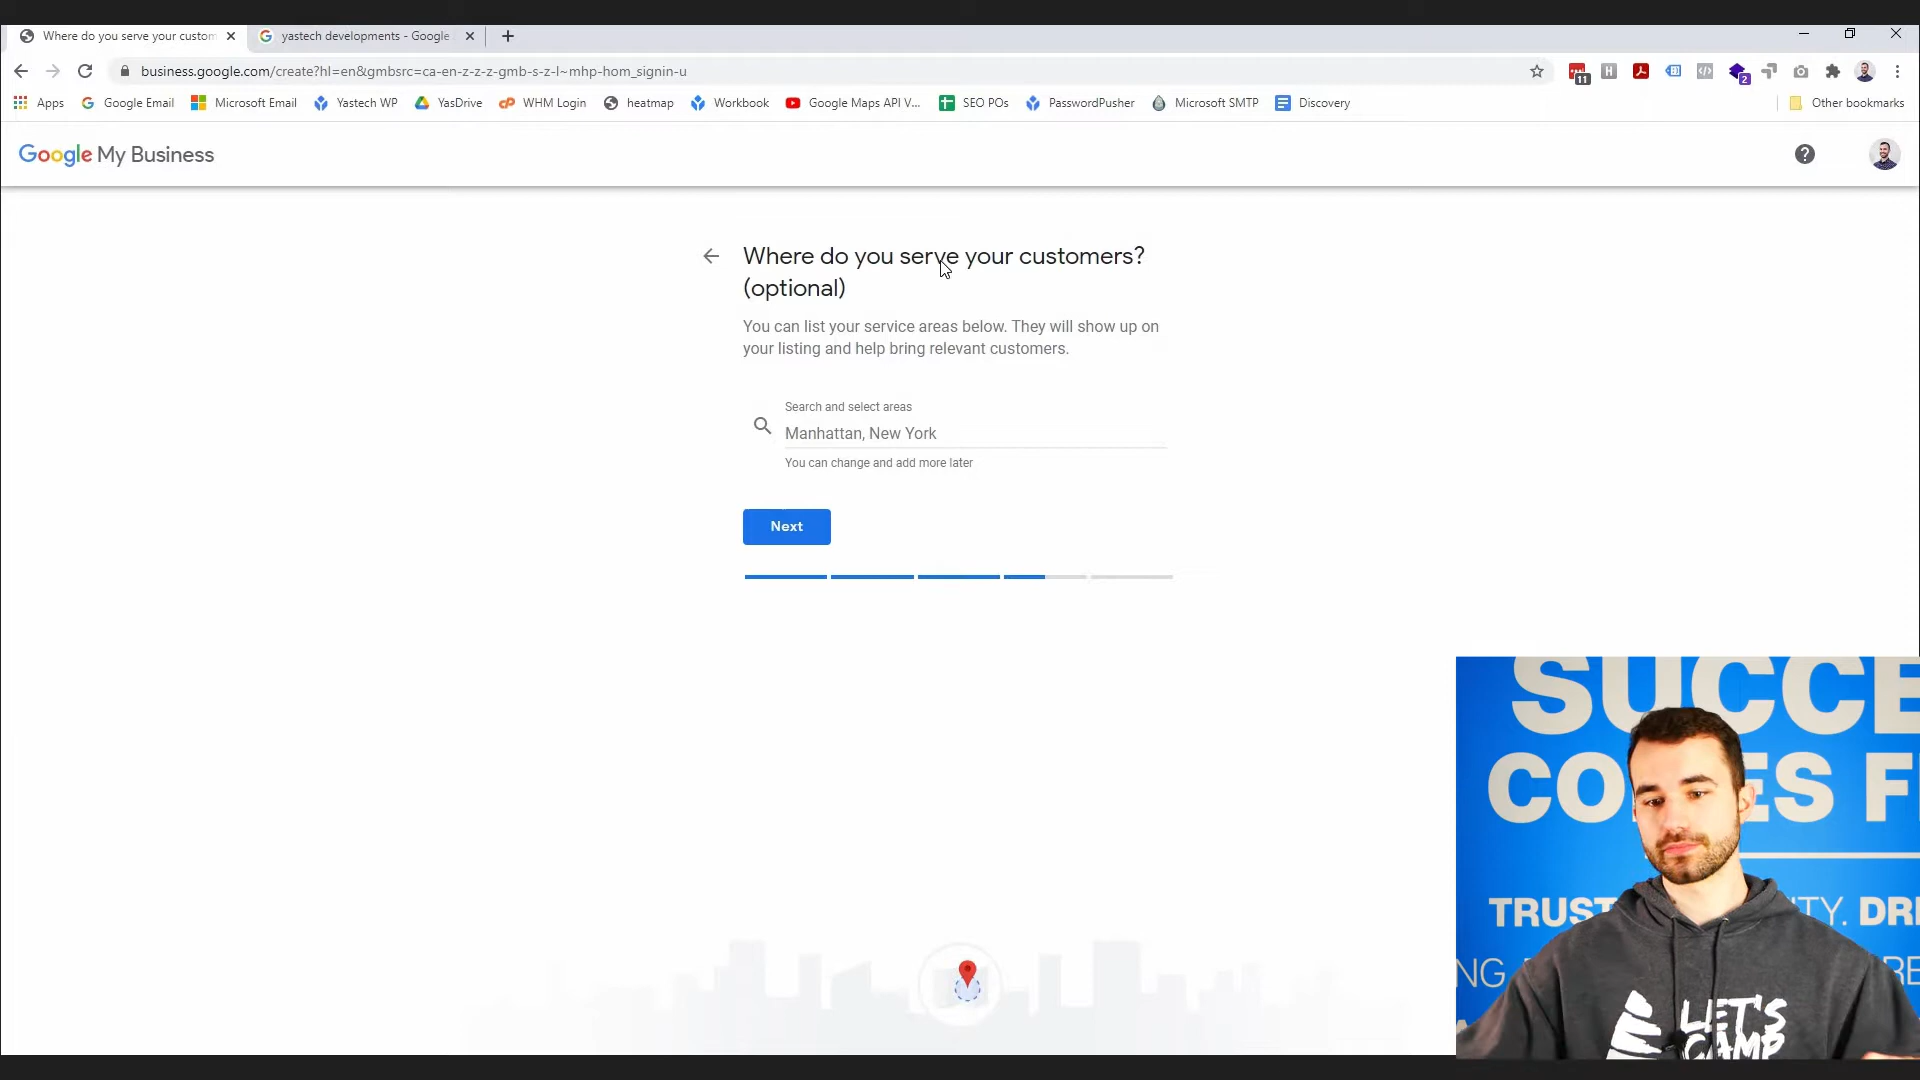 Where do you serve your custom
yastech developments - Google
business.google.com/create?hl=en&gmbsrc=ca-en-z-z-z-gmb-s-z-l~mhp-hom_signin-u
11
H
2
Apps
Google Email
Microsoft Email
Yastech WP
YasDrive
WHM Login
heatmap
Workbook
Google Maps API V...
SEO POs
PasswordPusher
Microsoft SMTP
Discovery
Other bookmarks
Google My Business
Where do you serve your customers?
(optional)
You can list your service areas below. They will show up on
your listing and help bring relevant customers.
Search and select areas
Manhattan, New York
You can change and add more later
Next
SUCCE
CO ES F
TRUST TY. DRI
NG RE
LET'S
CAMP